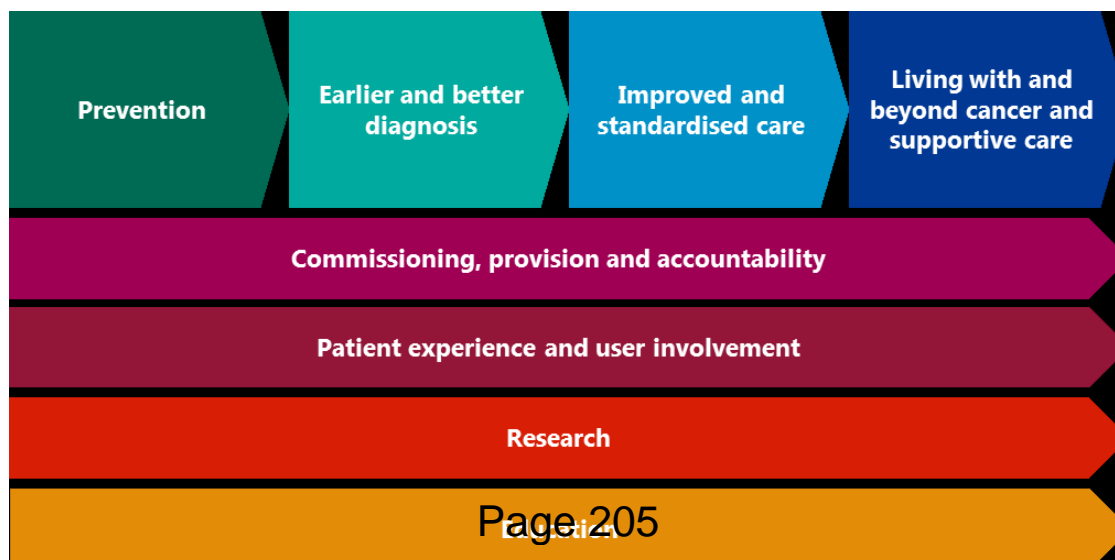 Prevention
Earlier and better
diagnosis
Improved and
standardised care
Living with and
beyond cancer and
supportive care
Commissioning, provision and accountability
Patient experience and user involvement
Research
Education
Page 205